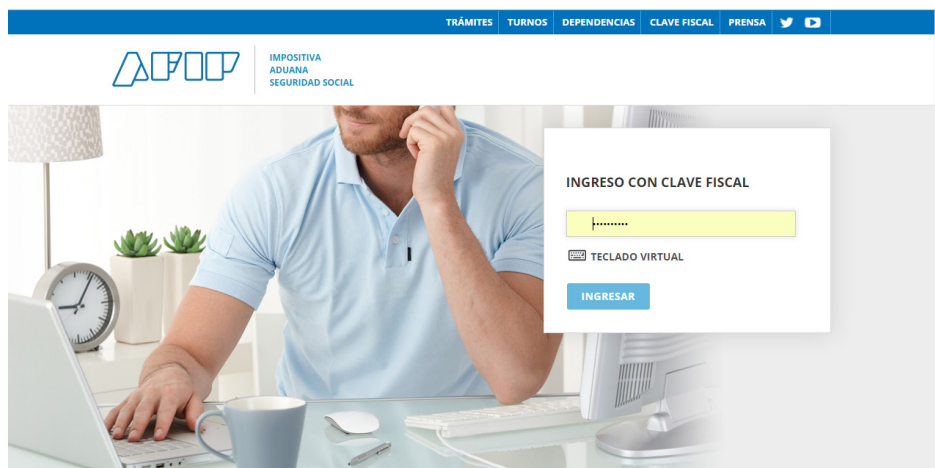 TRÁMITES TURNOS DEPENDENCIAS CLAVE FISCAL PRENSA
AFIP
IMPOSITIVA
ADUANA
SEGURIDAD SOCIAL
INGRESO CON CLAVE FISCAL
··········
TECLADO VIRTUAL
INGRESAR